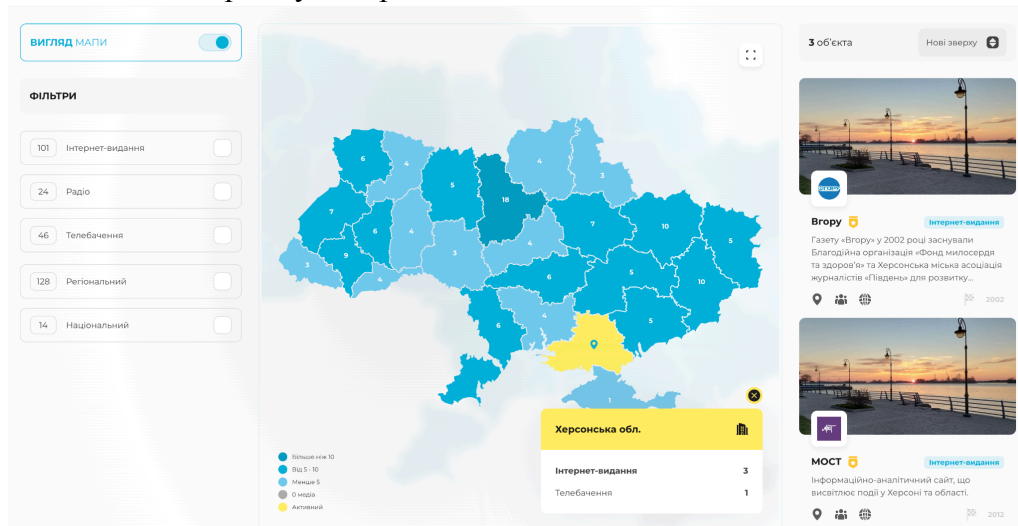 ВИГЛЯД МАПИ
ФІЛЬТРИ
101 Інтернет-видання
24 Радіо
46 Телебачення
128 Регіональний
14 Національний
6
4
5
18
4
3
7
6
4
9
3
4
3
4
7
10
5
6
5
10
6
4
5
1
Більше ніж 10
Від 5 - 10
Менше 5
0 медіа
Активний
Херсонська обл.
Інтернет-видання 3
Телебачення 1
3 об'єкта
Нові зверху
ВГОРУ
Вгору
Інтернет-видання
Газету «Вгору» у 2002 році заснували
Благодійна організація «Фонд милосердя
та здоров'я» та Херсонська міська асоціація
журналістів «Південь» для розвитку...
2002
МОСТ
Інтернет-видання
Інформаційно-аналітичний сайт, що
висвітлює події у Херсоні та області.
2012